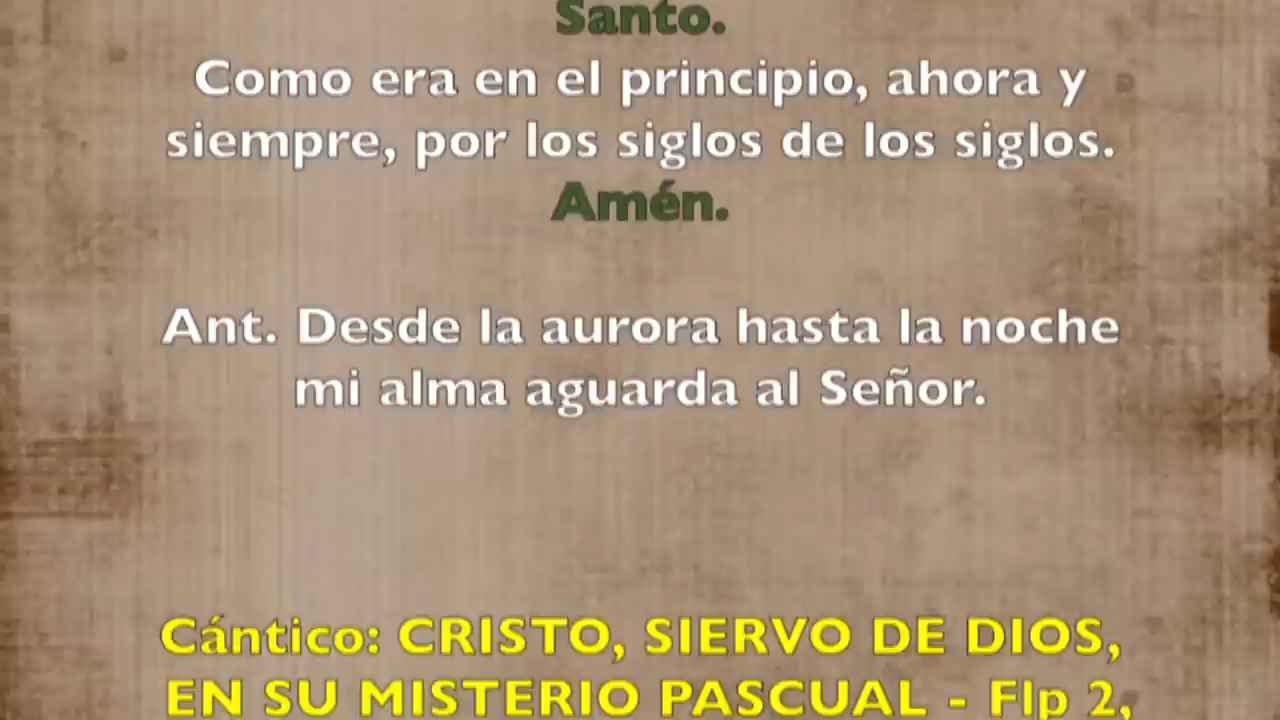 Santo.
Como era en el principio, ahora y
siempre, por los siglos de los siglos.
Amén.
Ant. Desde la aurora hasta la noche
mi alma aguarda al Señor.
Cántico: CRISTO, SIERVO DE DIOS,
EN SU MISTERIO PASCUAL - Flp 2,